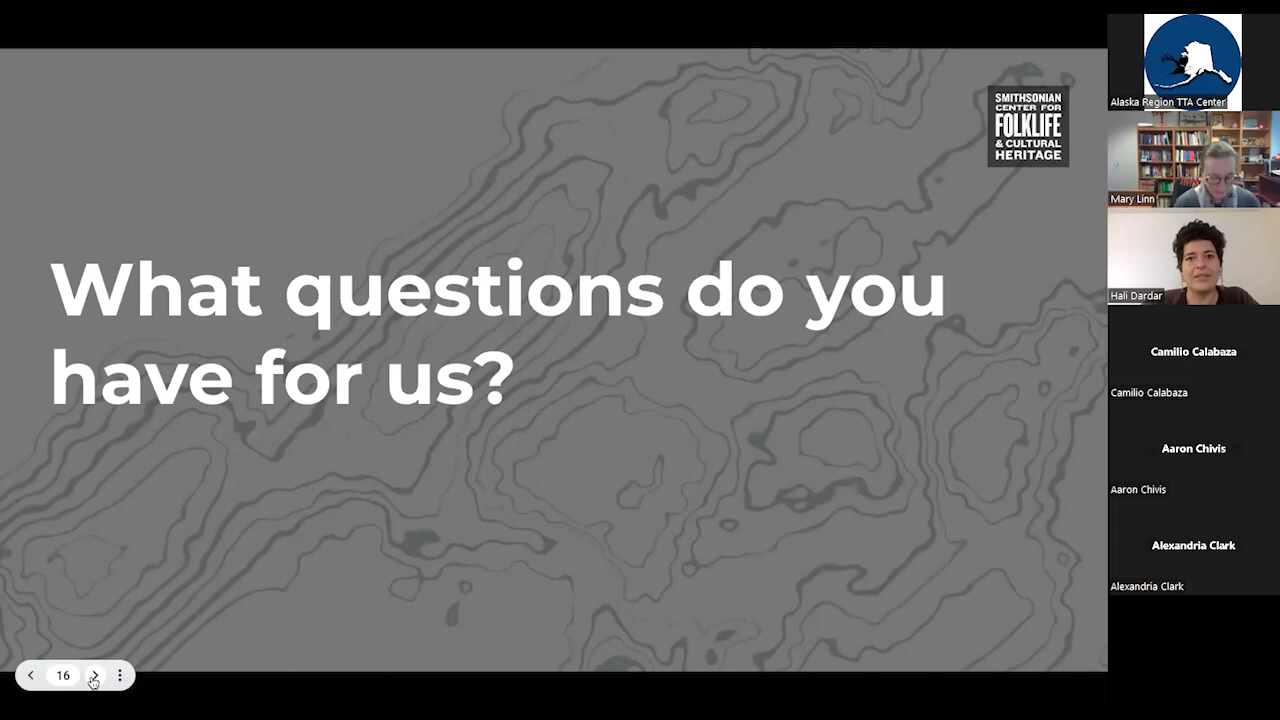 SMITHSONIAN
CENTER FOR
FOLKLIFE
& CULTURAL
HERITAGE
What questions do you
have for us?
16
Alaska Region TTA Center
Mary Linn
Hali Dardar
Camilio Calabaza
Camilio Calabaza
Aaron Chivis
Aaron Chivis
Alexandria Clark
Alexandria Clark